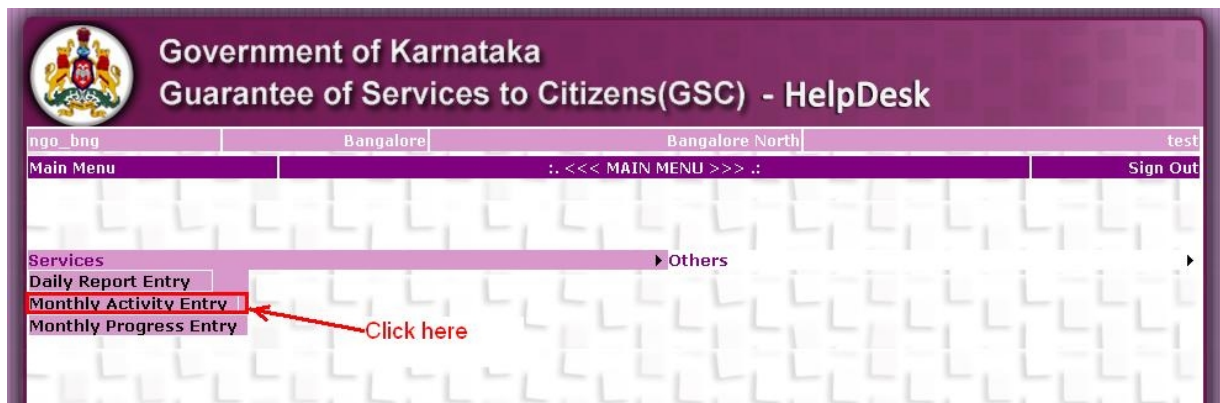 Government of Karnataka
Guarantee of Services to Citizens(GSC) - HelpDesk
ngo_bng Bangalore Bangalore North test
Main Menu :. <<< MAIN MENU >>> .: Sign Out
Services Others
Daily Report Entry
Monthly Activity Entry
Monthly Progress Entry
Click here